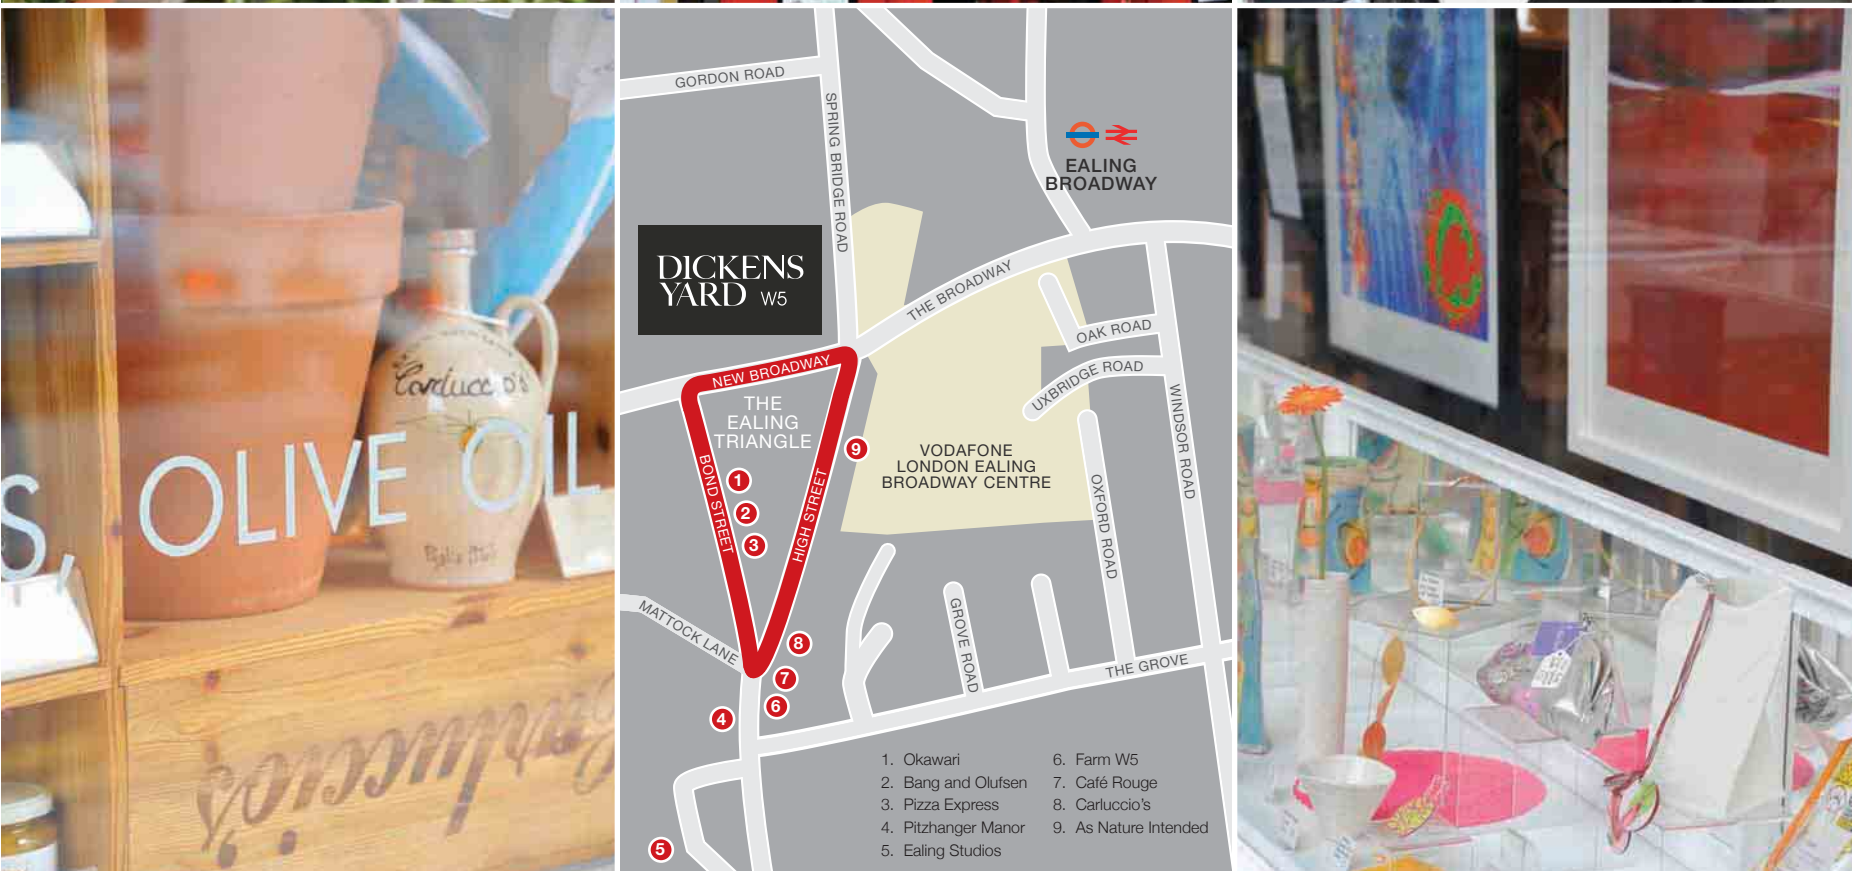 S, OLIVE OIL
Carluccio's
GORDON ROAD
SPRING BRIDGE ROAD
EALING
BROADWAY
DICKENS
YARD W5
THE BROADWAY
OAK ROAD
UXBRIDGE ROAD
WINDSOR ROAD
NEW BROADWAY
THE
EALING
TRIANGLE
BOND STREET
HIGH STREET
1
2
3
9
VODAFONE
LONDON EALING
BROADWAY CENTRE
OXFORD ROAD
MATTOCK LANE
GROVE ROAD
THE GROVE
8
7
6
4
5
1. Okawari
2. Bang and Olufsen
3. Pizza Express
4. Pitzhanger Manor
5. Ealing Studios
6. Farm W5
7. Café Rouge
8. Carluccio's
9. As Nature Intended